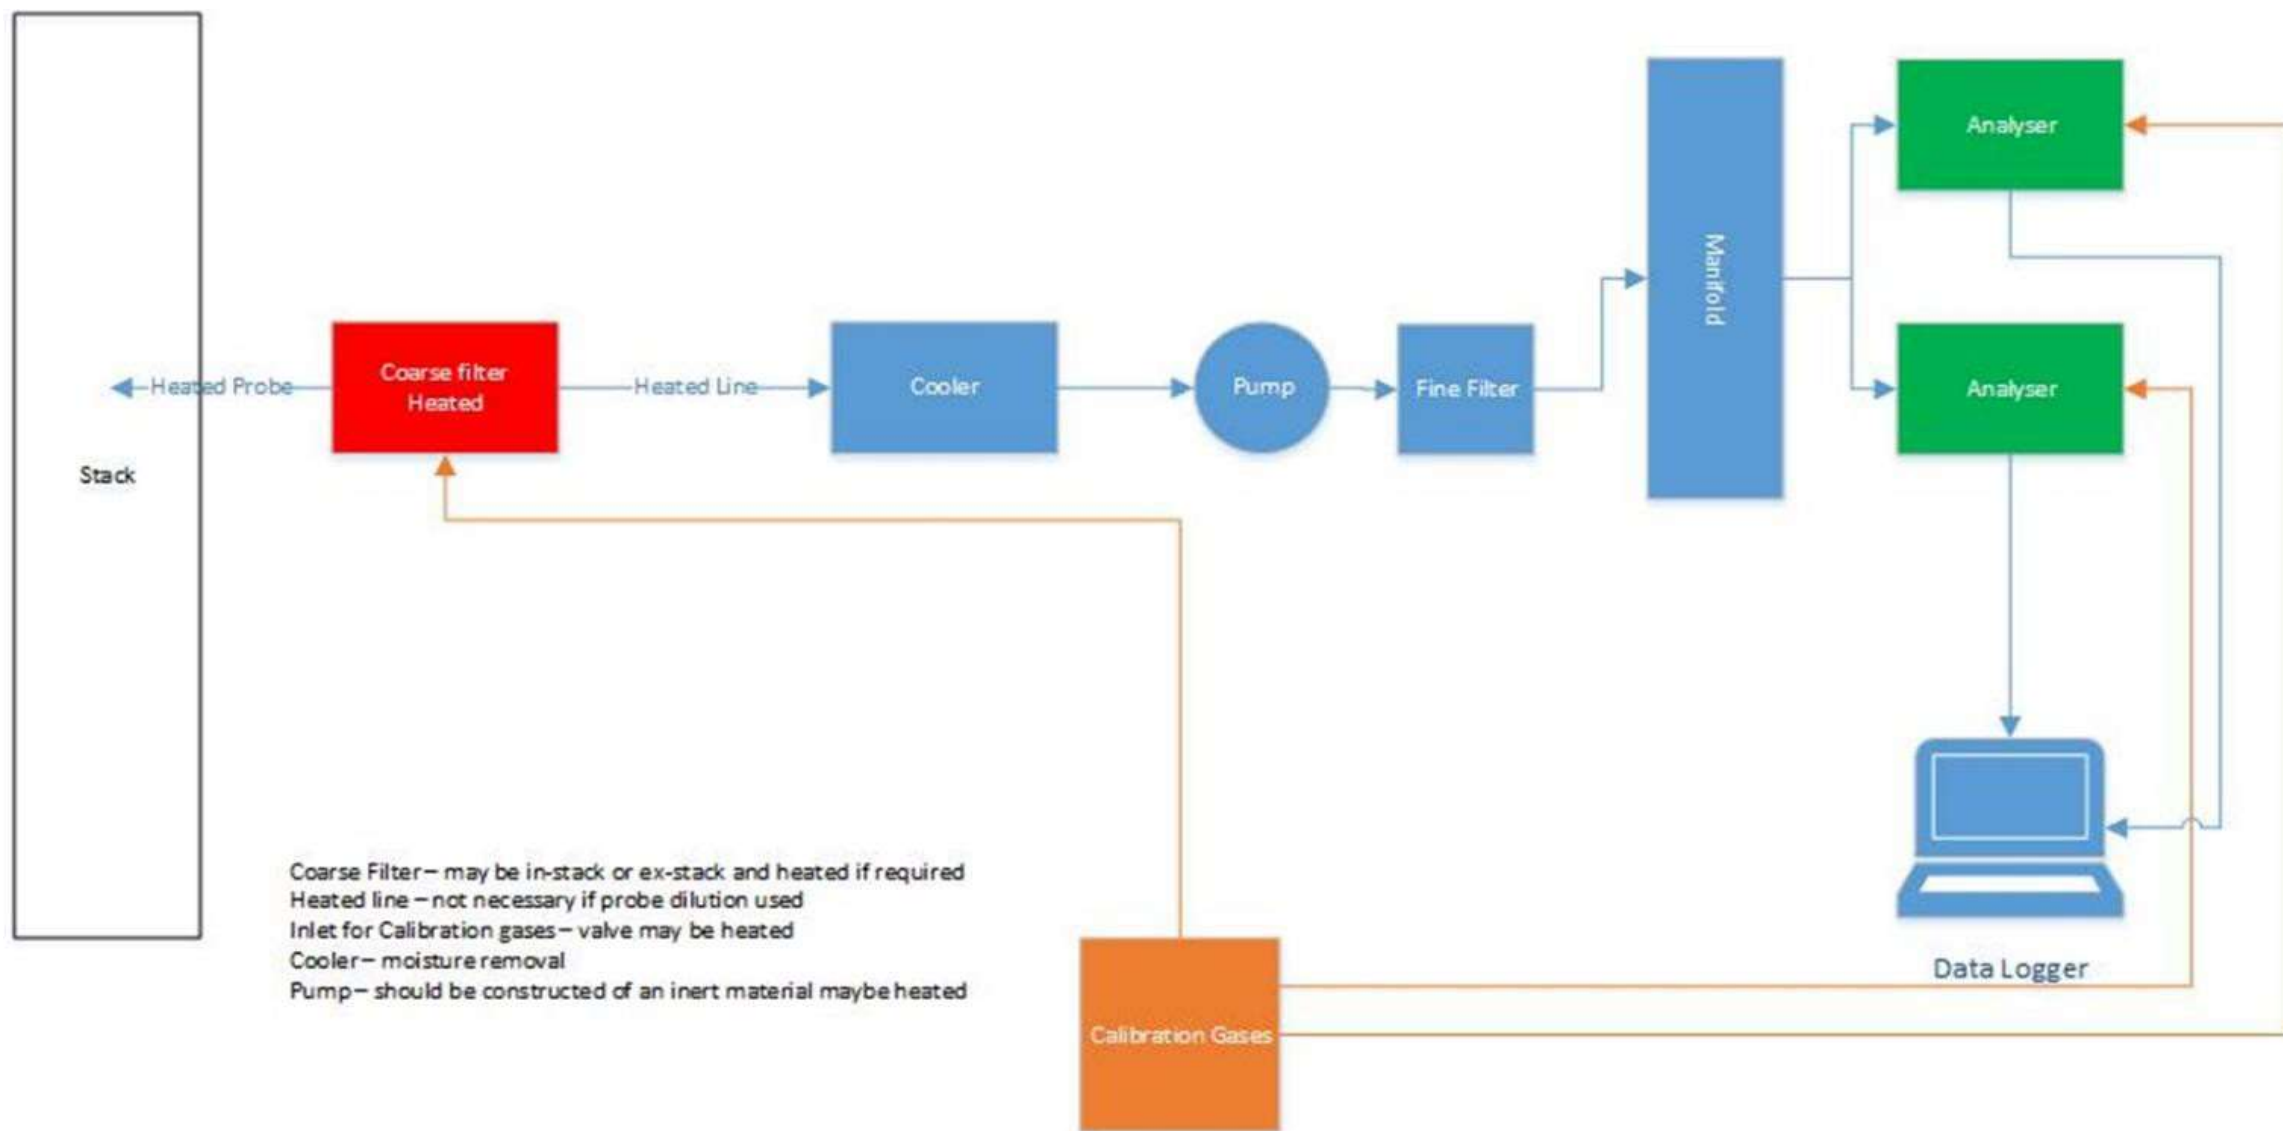 Stack
Heated Probe
Coarse filter
Heated
Heated Line
Cooler
Pump
Fine Filter
Manifold
Analyser
Analyser
Data Logger
Calibration Gases
Coarse Filter – may be in-stack or ex-stack and heated if required
Heated line – not necessary if probe dilution used
Inlet for Calibration gases – valve may be heated
Cooler – moisture removal
Pump – should be constructed of an inert material maybe heated